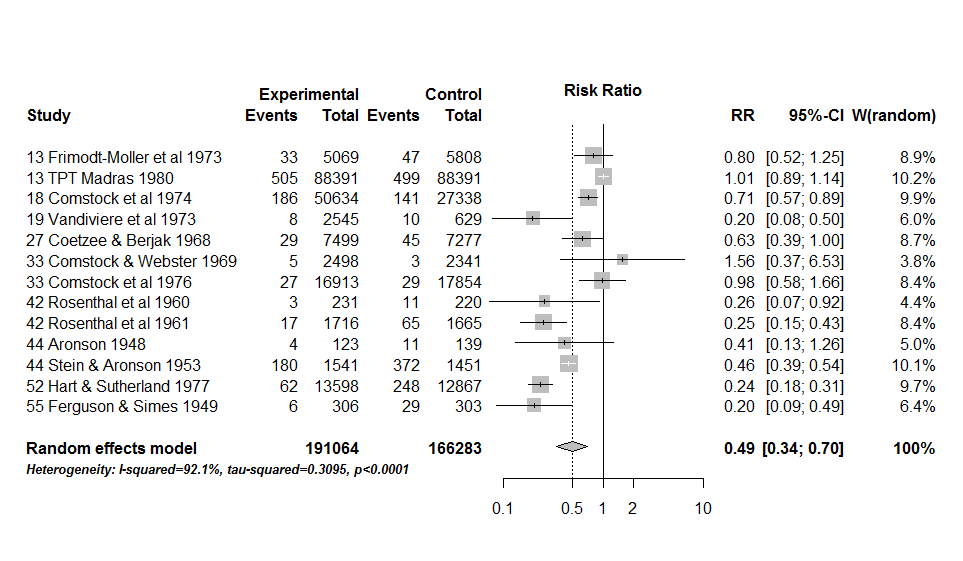 Experimental Control Risk Ratio
Study Events Total Events Total RR 95%-CI W(random)
13 Frimodt-Moller et al 1973 33 5069 47 5808 0.80 [0.52; 1.25] 8.9%
13 TPT Madras 1980 505 88391 499 88391 1.01 [0.89; 1.14] 10.2%
18 Comstock et al 1974 186 50634 141 27338 0.71 [0.57; 0.89] 9.9%
19 Vandiviere et al 1973 8 2545 10 629 0.20 [0.08; 0.50] 6.0%
27 Coetzee & Berjak 1968 29 7499 45 7277 0.63 [0.39; 1.00] 8.7%
33 Comstock & Webster 1969 5 2498 3 2341 1.56 [0.37; 6.53] 3.8%
33 Comstock et al 1976 27 16913 29 17854 0.98 [0.58; 1.66] 8.4%
42 Rosenthal et al 1960 3 231 11 220 0.26 [0.07; 0.92] 4.4%
42 Rosenthal et al 1961 17 1716 65 1665 0.25 [0.15; 0.43] 8.4%
44 Aronson 1948 4 123 11 139 0.41 [0.13; 1.26] 5.0%
44 Stein & Aronson 1953 180 1541 372 1451 0.46 [0.39; 0.54] 10.1%
52 Hart & Sutherland 1977 62 13598 248 12867 0.24 [0.18; 0.31] 9.7%
55 Ferguson & Simes 1949 6 306 29 303 0.20 [0.09; 0.49] 6.4%
Random effects model 191064 166283 0.49 [0.34; 0.70] 100%
Heterogeneity: I-squared=92.1%, tau-squared=0.3095, p<0.0001
0.1 0.5 1 2 10